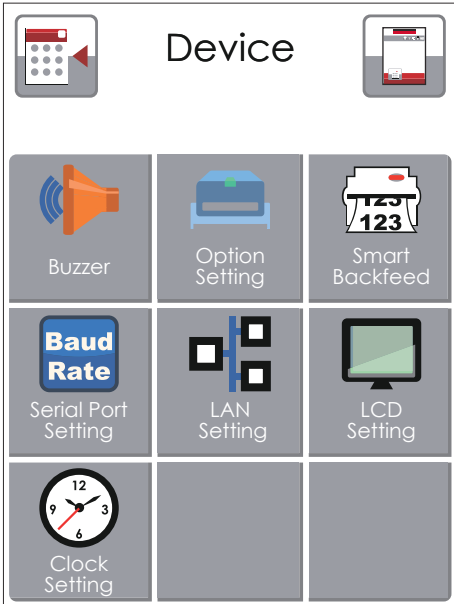 Device
Buzzer
Option
Setting
123
123
Smart
Backfeed
Baud
Rate
Serial Port
Setting
LAN
Setting
LCD
Setting
12
9 3
6
Clock
Setting